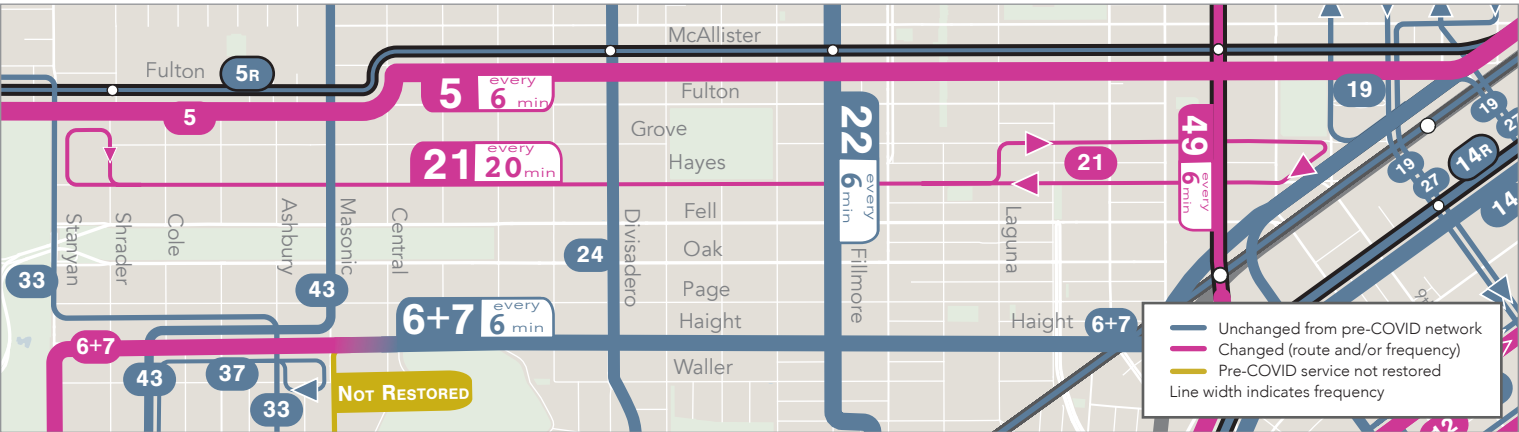 McAllister
Fulton
5R
5
every
6 min
Fulton
19
5
22
every
6 min
49
every
6 min
19
27
Grove
21
every
20 min
Hayes
21
14R
19
27
14
Stanyan
Shrader
Cole
Ashbury
Masonic
Central
Divisadero
Fell
Laguna
24
Oak
Fillmore
33
43
Page
6+7
every
6 min
Haight
Haight
6+7
6+7
Waller
43
37
33
NOT RESTORED
Unchanged from pre-COVID network
Changed (route and/or frequency)
Pre-COVID service not restored
Line width indicates frequency
12